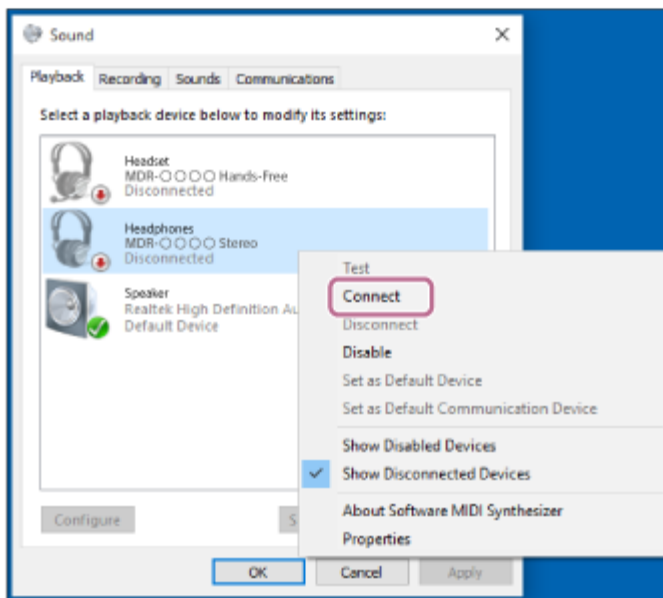 Sound
Playback Recording Sounds Communications
Select a playback device below to modify its settings:
Headset
MDR-○○○○ Hands-Free
Disconnected
Headphones
MDR-○○○○ Stereo
Disconnected
Speaker
Realtek High Definition Au
Default Device
Test
Connect
Disconnect
Disable
Set as Default Device
Set as Default Communication Device
Show Disabled Devices
Show Disconnected Devices
About Software MIDI Synthesizer
Properties
Configure S
OK Cancel Apply